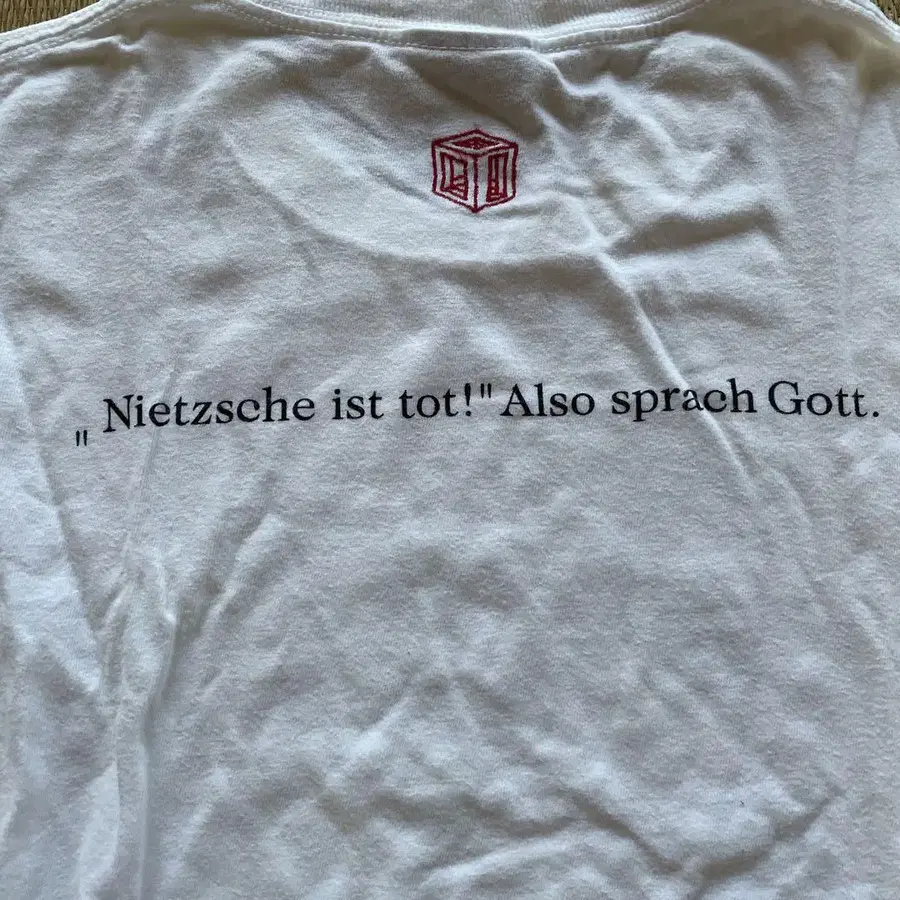 „Nietzsche ist tot!" Also sprach Gott.